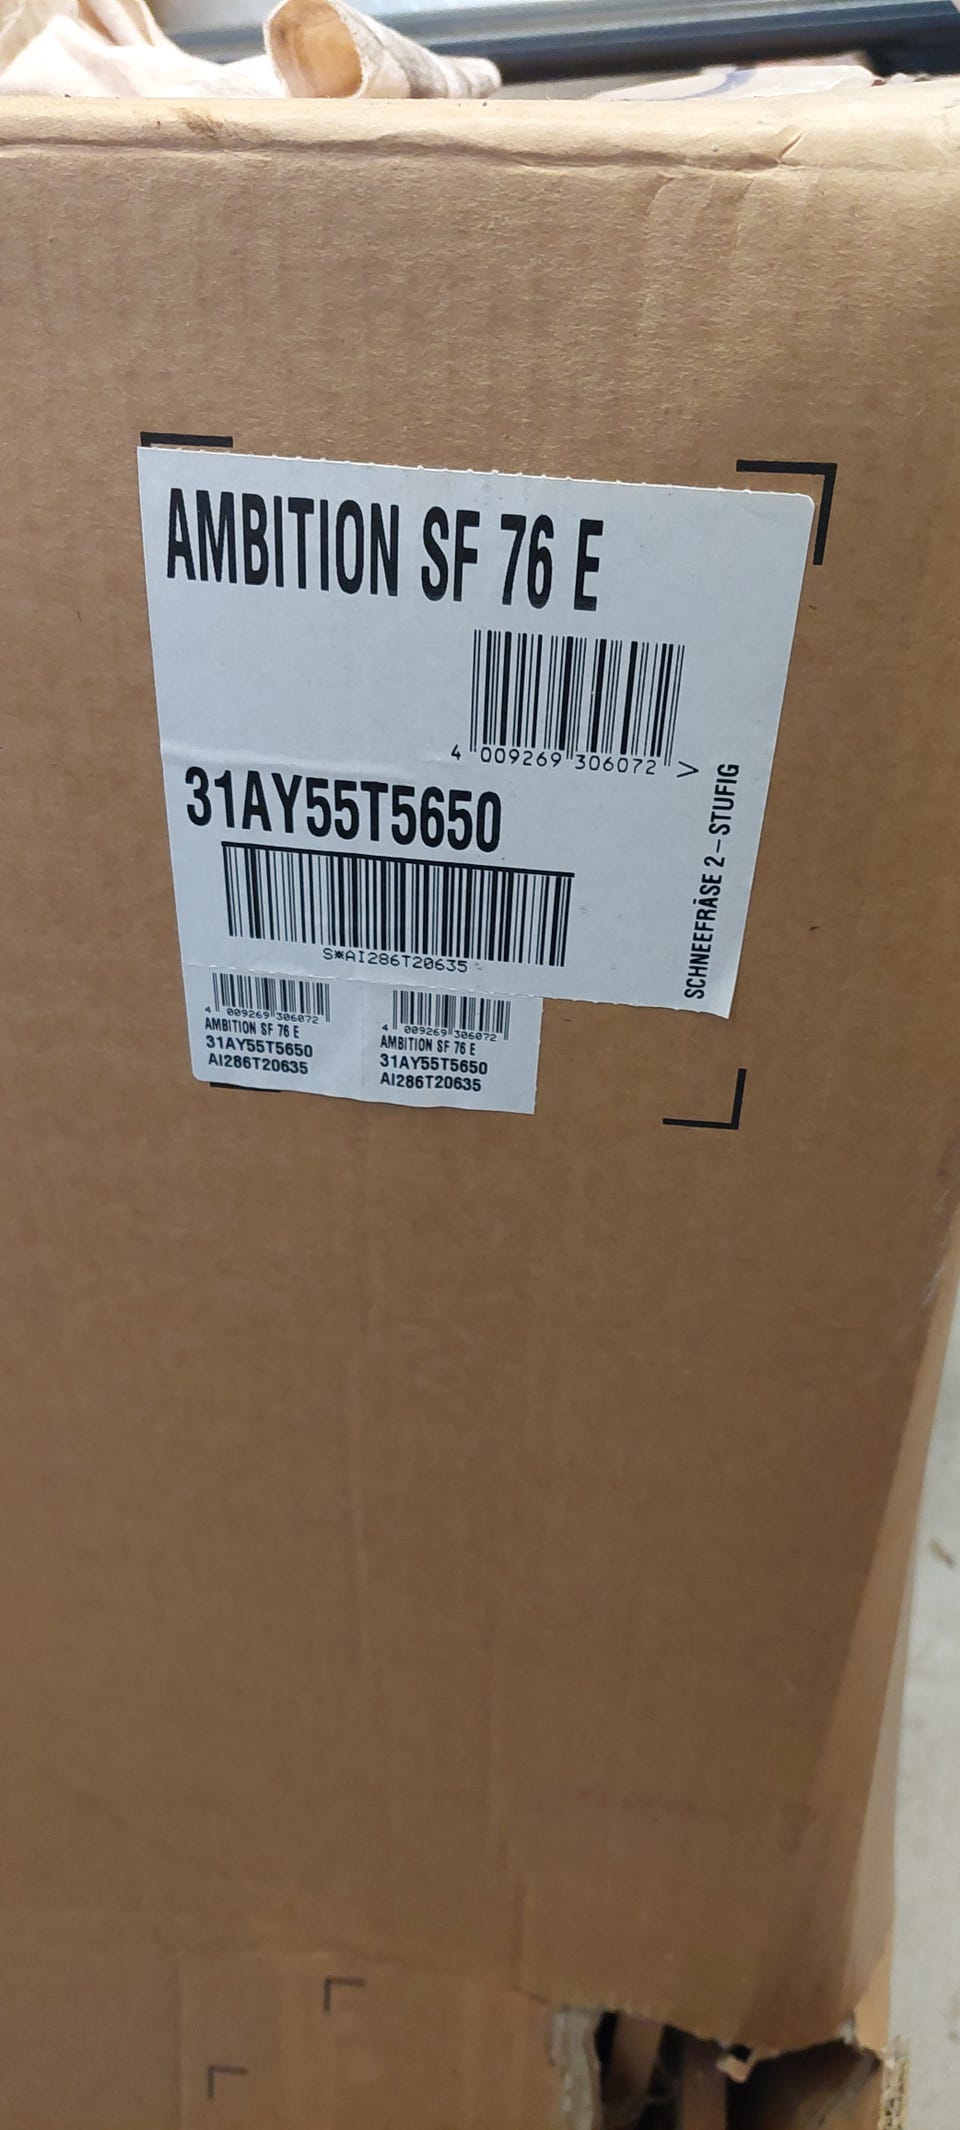 AMBITION SF 76 E
4 009269 306072 >
31AY55T5650
S*AI286T20635
SCHNEEFRÄSE 2-STUFIG
4 009269 306072
AMBITION SF 76 E
31AY55T5650
AI286T20635
4 009269 306072
AMBITION SF 76 E
31AY55T5650
AI286T20635